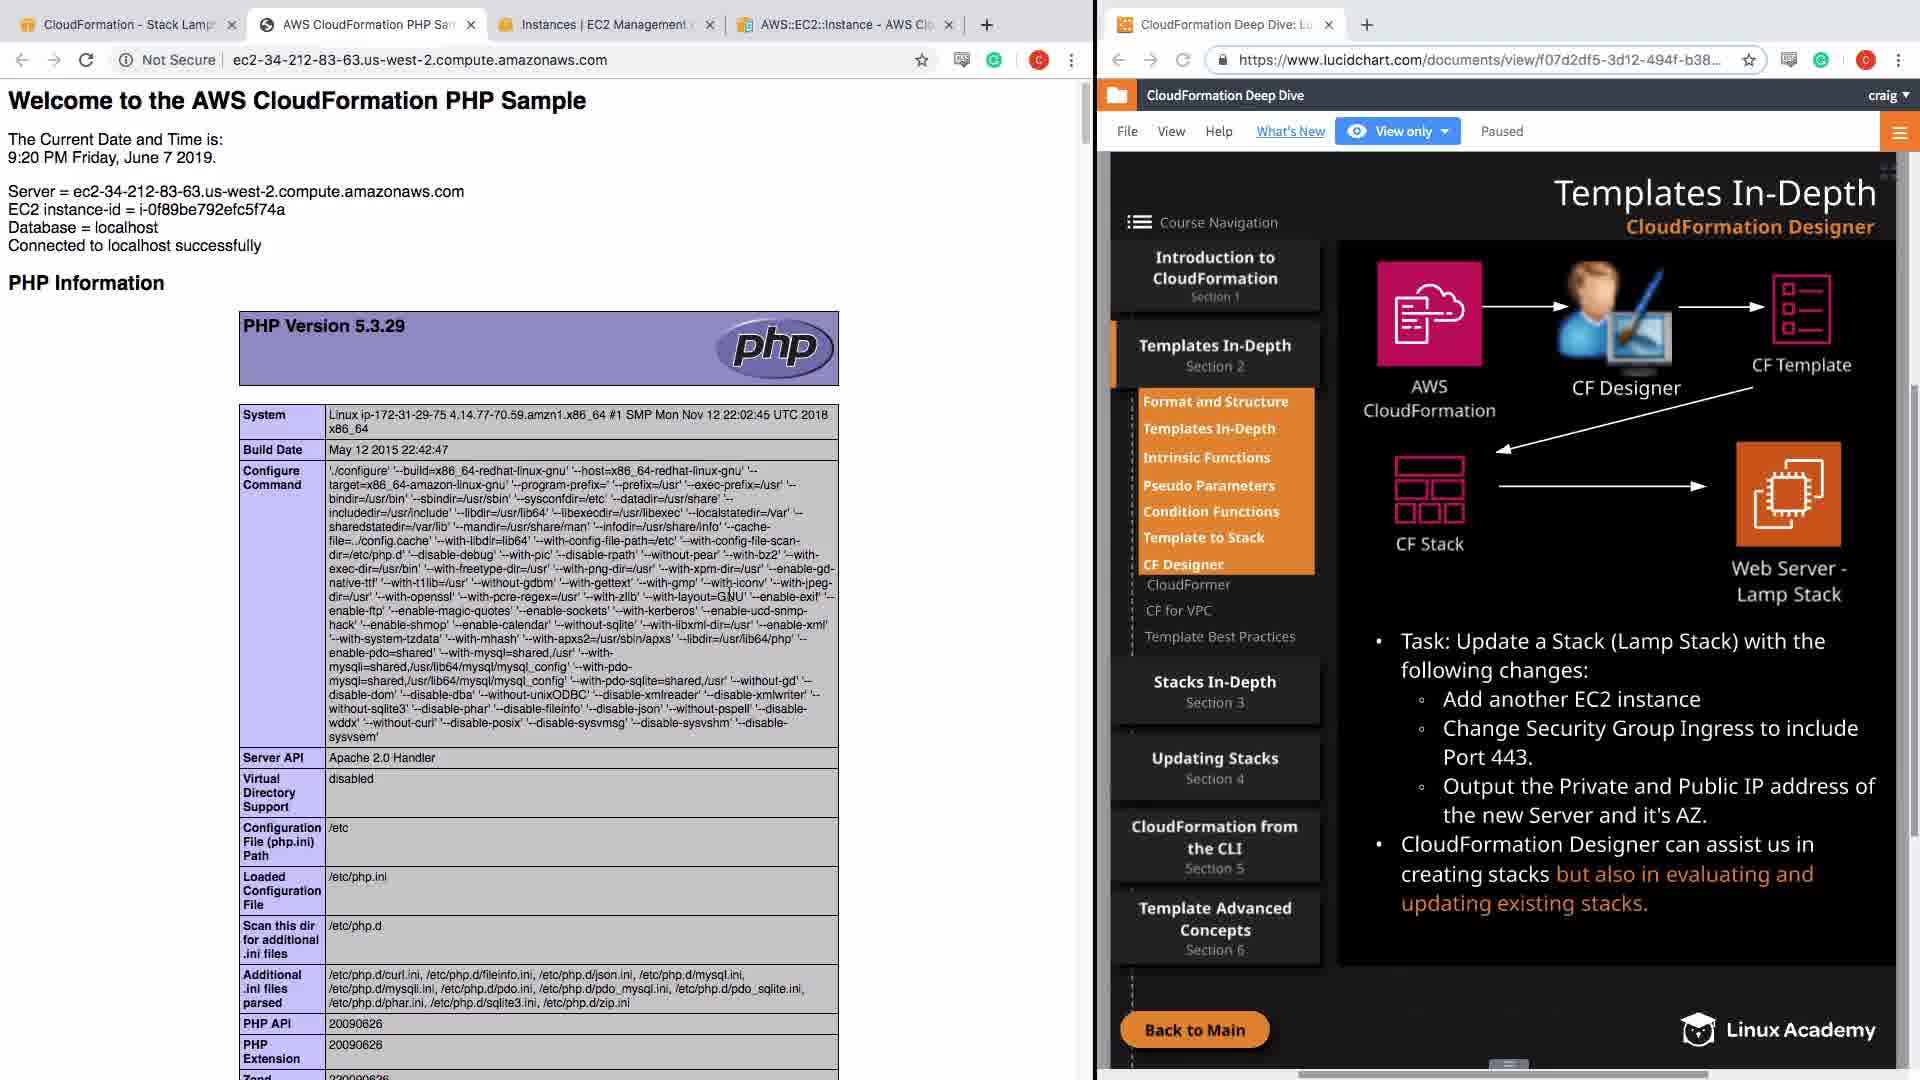 CloudFormation - Stack Lamp
AWS CloudFormation PHP Sam
Instances | EC2 Management
AWS::EC2::Instance - AWS Clo
Not Secure
ec2-34-212-83-63.us-west-2.compute.amazonaws.com
C
Welcome to the AWS CloudFormation PHP Sample
The Current Date and Time is:
9:20 PM Friday, June 7 2019.
Server = ec2-34-212-83-63.us-west-2.compute.amazonaws.com
EC2 instance-id = i-0f89be792efc5f74a
Database = localhost
Connected to localhost successfully
PHP Information
PHP Version 5.3.29
php
System
Linux ip-172-31-29-75 4.14.77-70.59.amzn1.x86_64 #1 SMP Mon Nov 12 22:02:45 UTC 2018
x86_64
Build Date
May 12 2015 22:42:47
Configure
Command
'./configure' '--build=x86_64-redhat-linux-gnu' '--host=x86_64-redhat-linux-gnu' '--
target=x86_64-amazon-linux-gnu' '--program-prefix=' '--prefix=/usr' '--exec-prefix=/usr' '--
bindir=/usr/bin' '--sbindir=/usr/sbin' '--sysconfdir=/etc' '--datadir=/usr/share' '--
includedir=/usr/include' '--libdir=/usr/lib64' '--libexecdir=/usr/libexec' '--localstatedir=/var' '--
sharedstatedir=/var/lib' '--mandir=/usr/share/man' '--infodir=/usr/share/info' '--cache-
file=../config.cache' '--with-libdir=lib64' '--with-config-file-path=/etc' '--with-config-file-scan-
dir=/etc/php.d' '--disable-debug' '--with-pic' '--disable-rpath' '--without-pear' '--with-bz2' '--with-
exec-dir=/usr/bin' '--with-freetype-dir=/usr' '--with-png-dir=/usr' '--with-xpm-dir=/usr' '--enable-gd-
native-ttf' '--with-t1lib=/usr' '--without-gdbm' '--with-gettext' '--with-gmp' '--with-iconv' '--with-jpeg-
dir=/usr' '--with-openssl' '--with-pcre-regex=/usr' '--with-zlib' '--with-layout=GNU' '--enable-exif' '--
enable-ftp' '--enable-magic-quotes' '--enable-sockets' '--with-kerberos' '--enable-ucd-snmp-
hack' '--enable-shmop' '--enable-calendar' '--without-sqlite' '--with-libxml-dir=/usr' '--enable-xml'
'--with-system-tzdata' '--with-mhash' '--with-apxs2=/usr/sbin/apxs' '--libdir=/usr/lib64/php' '--
enable-pdo=shared' '--with-mysql=shared,/usr' '--with-
mysqli=shared,/usr/lib64/mysql/mysql_config' '--with-pdo-
mysql=shared,/usr/lib64/mysql/mysql_config' '--with-pdo-sqlite=shared,/usr' '--without-gd' '--
disable-dom' '--disable-dba' '--without-unixODBC' '--disable-xmlreader' '--disable-xmlwriter' '--
without-sqlite3' '--disable-phar' '--disable-fileinfo' '--disable-json' '--without-pspell' '--disable-
wddx' '--without-curl' '--disable-posix' '--disable-sysvmsg' '--disable-sysvshm' '--disable-
sysvsem'
Server API
Apache 2.0 Handler
Virtual
Directory
Support
disabled
Configuration
File (php.ini)
Path
/etc
Loaded
Configuration
File
/etc/php.ini
Scan this dir
for additional
.ini files
/etc/php.d
Additional
.ini files
parsed
/etc/php.d/curl.ini, /etc/php.d/fileinfo.ini, /etc/php.d/json.ini, /etc/php.d/mysql.ini,
/etc/php.d/mysqli.ini, /etc/php.d/pdo.ini, /etc/php.d/pdo_mysql.ini, /etc/php.d/pdo_sqlite.ini,
/etc/php.d/phar.ini, /etc/php.d/sqlite3.ini, /etc/php.d/zip.ini
PHP API
20090626
PHP
Extension
20090626
Zend
220090626
CloudFormation Deep Dive: Lu
https://www.lucidchart.com/documents/view/f07d2df5-3d12-494f-b38...
C
CloudFormation Deep Dive
craig
File
View
Help
What's New
View only
Paused
Templates In-Depth
CloudFormation Designer
Course Navigation
Introduction to
CloudFormation
Section 1
Templates In-Depth
Section 2
Format and Structure
Templates In-Depth
Intrinsic Functions
Pseudo Parameters
Condition Functions
Template to Stack
CF Designer
CloudFormer
CF for VPC
Template Best Practices
Stacks In-Depth
Section 3
Updating Stacks
Section 4
CloudFormation from
the CLI
Section 5
Template Advanced
Concepts
Section 6
Back to Main
AWS
CloudFormation
CF Designer
CF Template
CF Stack
Web Server -
Lamp Stack
• Task: Update a Stack (Lamp Stack) with the
following changes:
◦ Add another EC2 instance
◦ Change Security Group Ingress to include
Port 443.
◦ Output the Private and Public IP address of
the new Server and it's AZ.
• CloudFormation Designer can assist us in
creating stacks but also in evaluating and
updating existing stacks.
Linux Academy